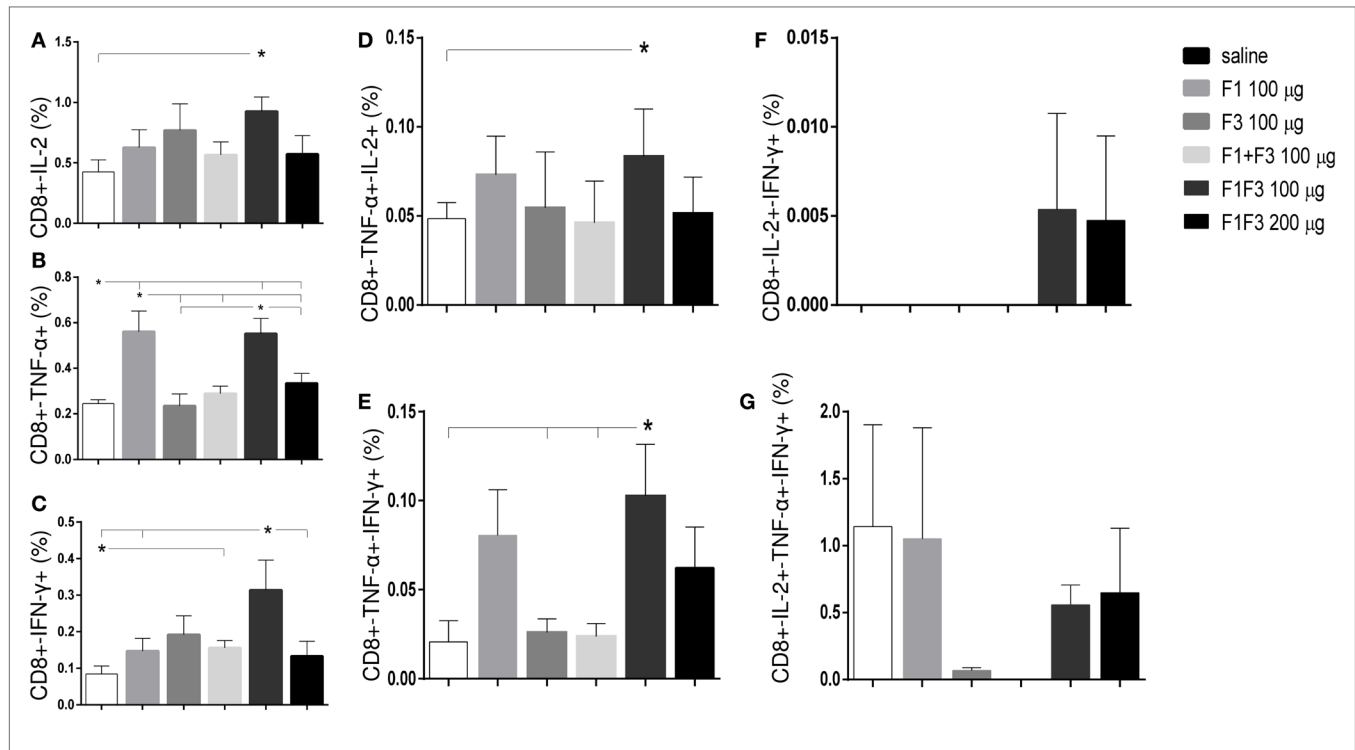 A
CD8+-IL-2 (%)
1.5
1.0
0.5
0.0
*
B
CD8+-TNF-α+ (%)
0.8
0.6
0.4
0.2
0.0
*
*
*
C
CD8+-IFN-γ+ (%)
0.5
0.4
0.3
0.2
0.1
0.0
*
*
D
CD8+-TNF-α+-IL-2+ (%)
0.15
0.10
0.05
0.00
*
E
CD8+-TNF-α+-IFN-γ+ (%)
0.15
0.10
0.05
0.00
*
F
CD8+-IL-2+-IFN-γ+ (%)
0.015
0.010
0.005
0.000
G
CD8+-IL-2+-TNF-α+-IFN-γ+ (%)
2.0
1.5
1.0
0.5
0.0
saline
F1 100 µg
F3 100 µg
F1+F3 100 µg
F1F3 100 µg
F1F3 200 µg